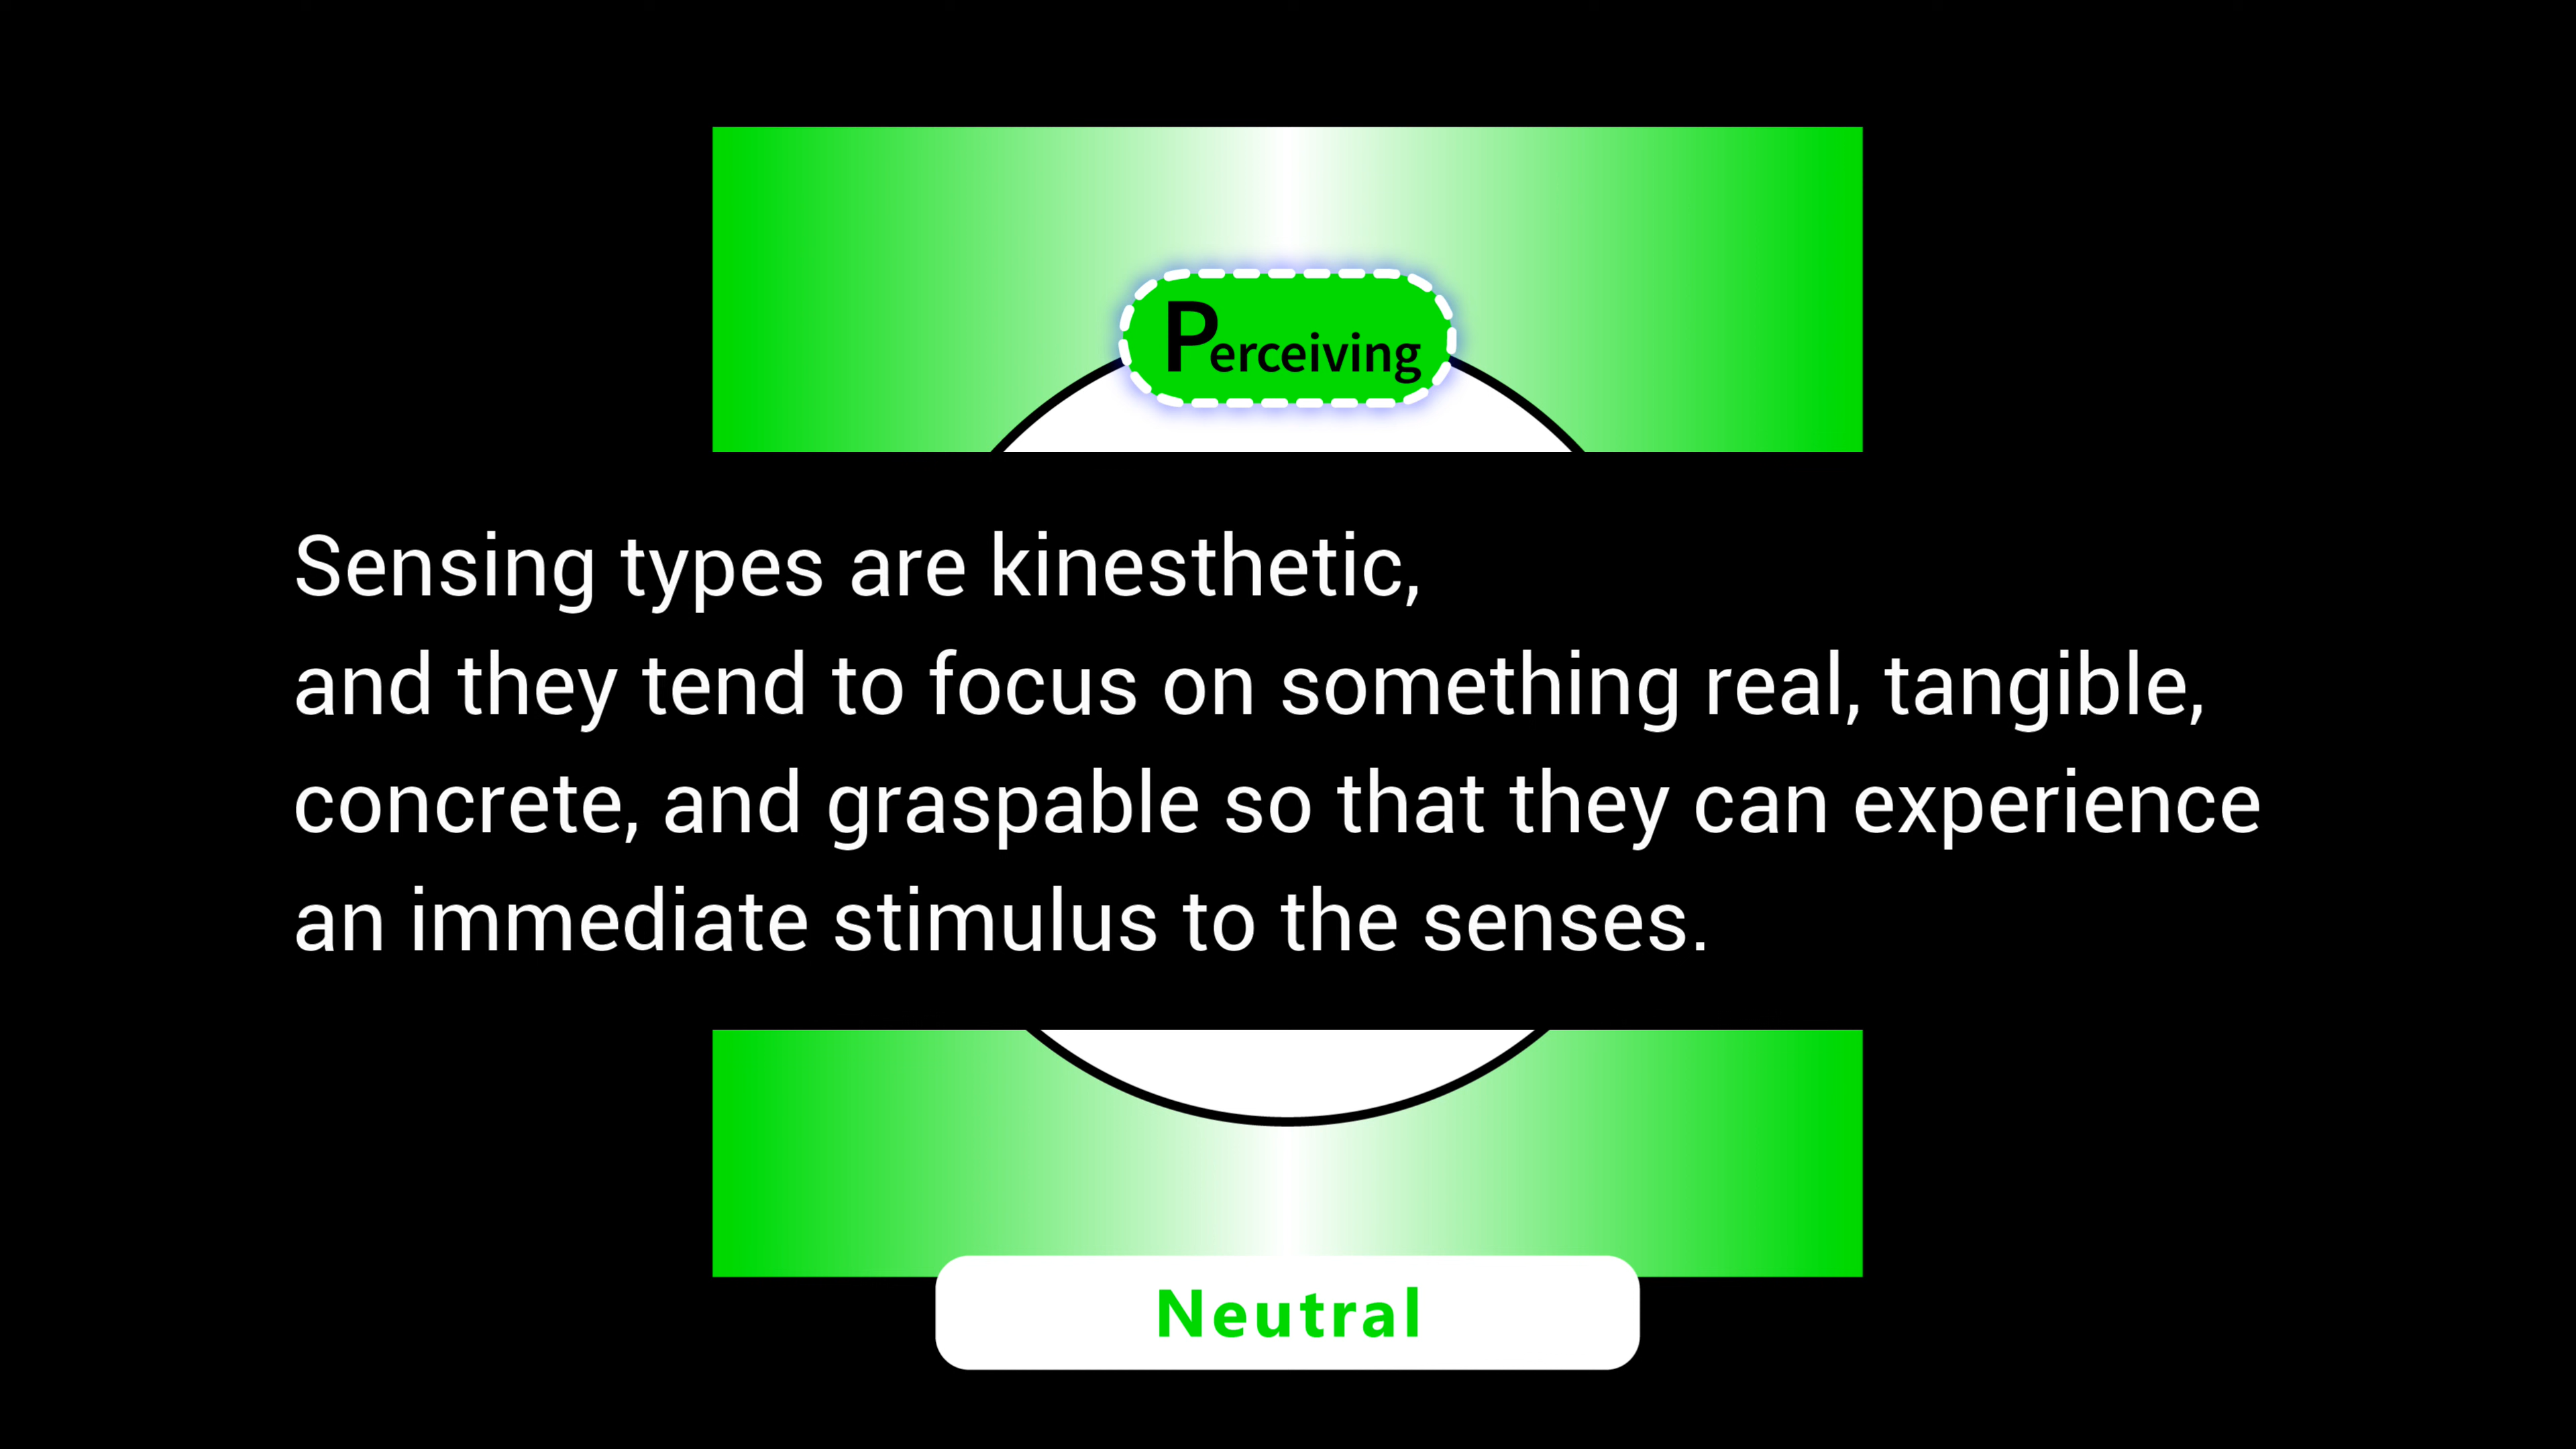 Perceiving
Sensing types are kinesthetic,
and they tend to focus on something real, tangible,
concrete, and graspable so that they can experience
an immediate stimulus to the senses.
Neutral